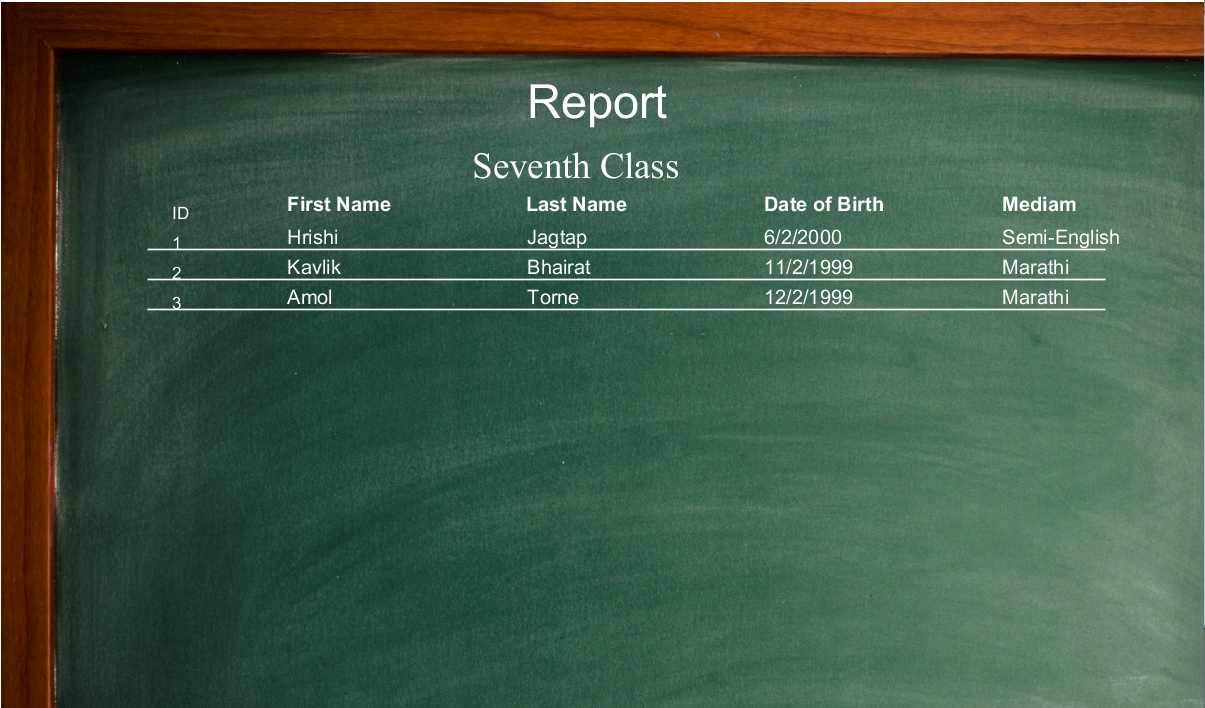 Report
Seventh Class
ID First Name Last Name Date of Birth Mediam
1 Hrishi Jagtap 6/2/2000 Semi-English
2 Kavlik Bhairat 11/2/1999 Marathi
3 Amol Torne 12/2/1999 Marathi